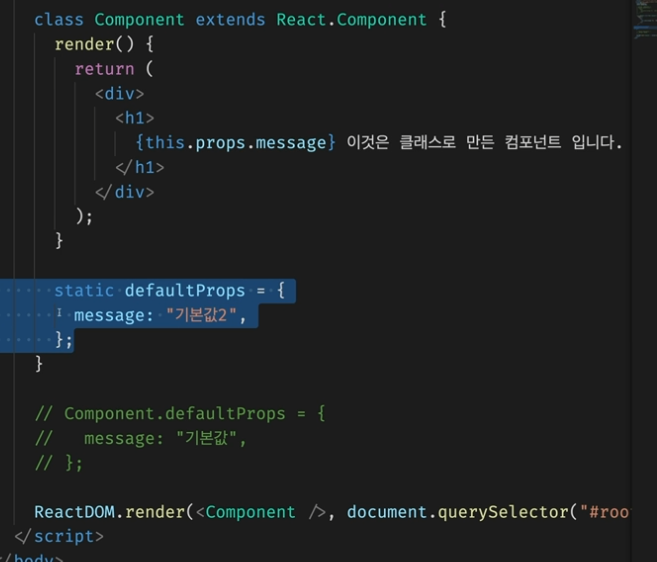 class Component extends React.Component {
render() {
return (
<div>
<h1>
{this.props.message} 이것은 클래스로 만든 컴포넌트 입니다.
</h1>
</div>
);
}
static defaultProps = {
message: "기본값2",
};
}
// Component.defaultProps = {
//   message: "기본값",
// };
ReactDOM.render(<Component />, document.querySelector("#roo
</script>
</body>